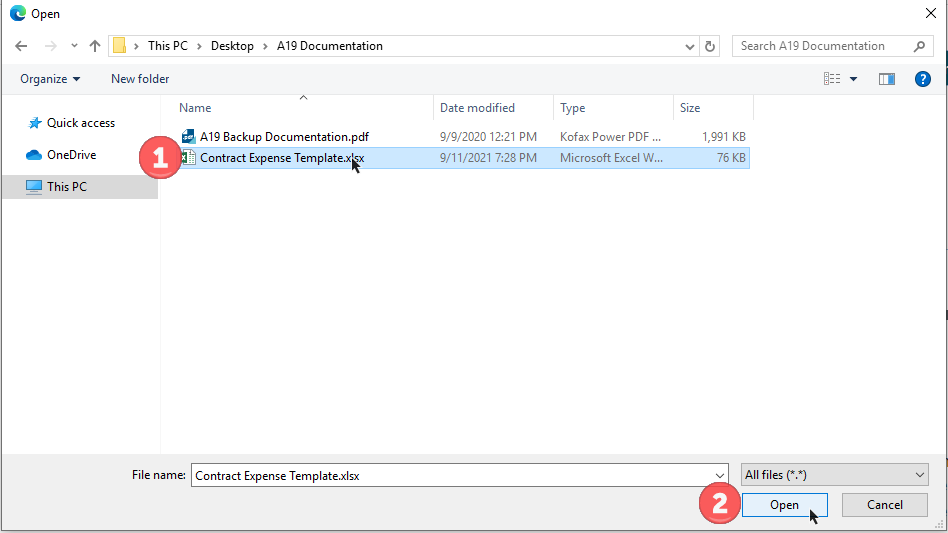 Open
This PC > Desktop > A19 Documentation
Search A19 Documentation
Organize
New folder
?
Name
Date modified
Type
Size
Quick access
OneDrive
This PC
A19 Backup Documentation.pdf 9/9/2020 12:21 PM Kofax Power PDF ... 1,991 KB
1 Contract Expense Template.xlsx 9/11/2021 7:28 PM Microsoft Excel W... 76 KB
File name: Contract Expense Template.xlsx All files (*.*)
2 Open Cancel